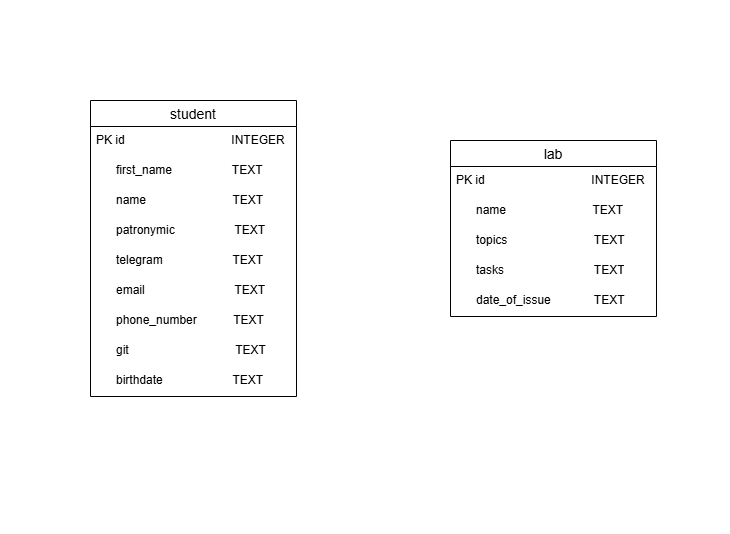 student
PK id INTEGER
first_name TEXT
name TEXT
patronymic TEXT
telegram TEXT
email TEXT
phone_number TEXT
git TEXT
birthdate TEXT
lab
PK id INTEGER
name TEXT
topics TEXT
tasks TEXT
date_of_issue TEXT